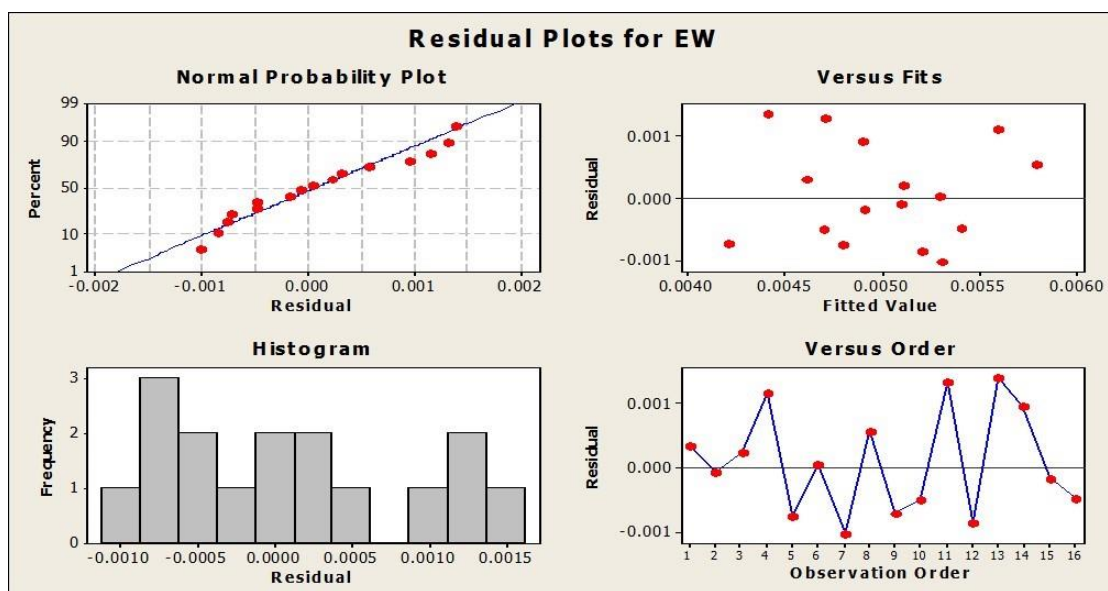 Residual Plots for EW
Normal Probability Plot
Percent
99
90
50
10
1
-0.002 -0.001 0.000 0.001 0.002
Residual
Versus Fits
Residual
0.001
0.000
-0.001
0.0040 0.0045 0.0050 0.0055 0.0060
Fitted Value
Histogram
Frequency
3
2
1
0
-0.0010 -0.0005 0.0000 0.0005 0.0010 0.0015
Residual
Versus Order
Residual
0.001
0.000
-0.001
1 2 3 4 5 6 7 8 9 10 11 12 13 14 15 16
Observation Order